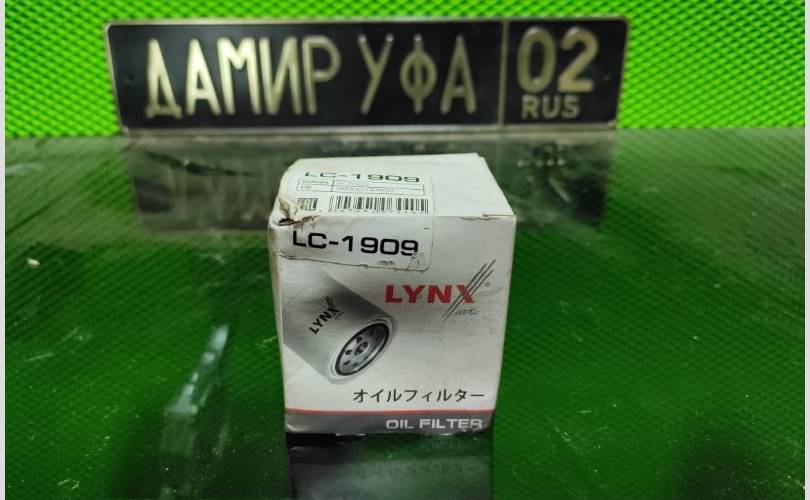 ДАМИР УФА 02
RUS
LC-1909
LC-1909
LYNX
LYNX
オイルフィルター
OIL FILTER